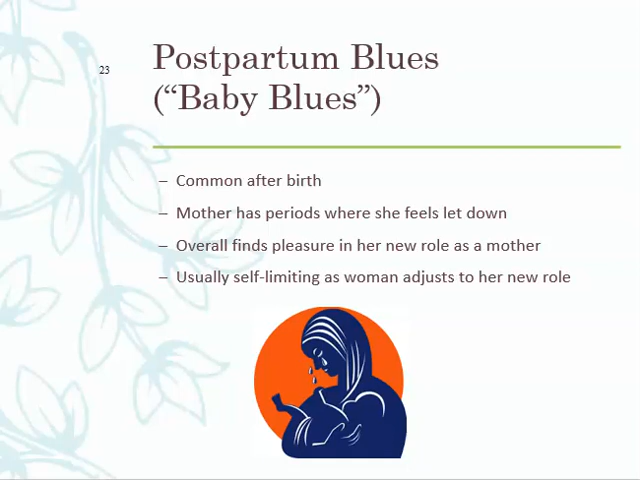 23
Postpartum Blues
(“Baby Blues”)
– Common after birth
– Mother has periods where she feels let down
– Overall finds pleasure in her new role as a mother
– Usually self-limiting as woman adjusts to her new role